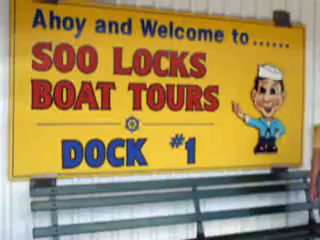 Ahoy and Welcome to......
SOO LOCKS
BOAT TOURS
DOCK #1